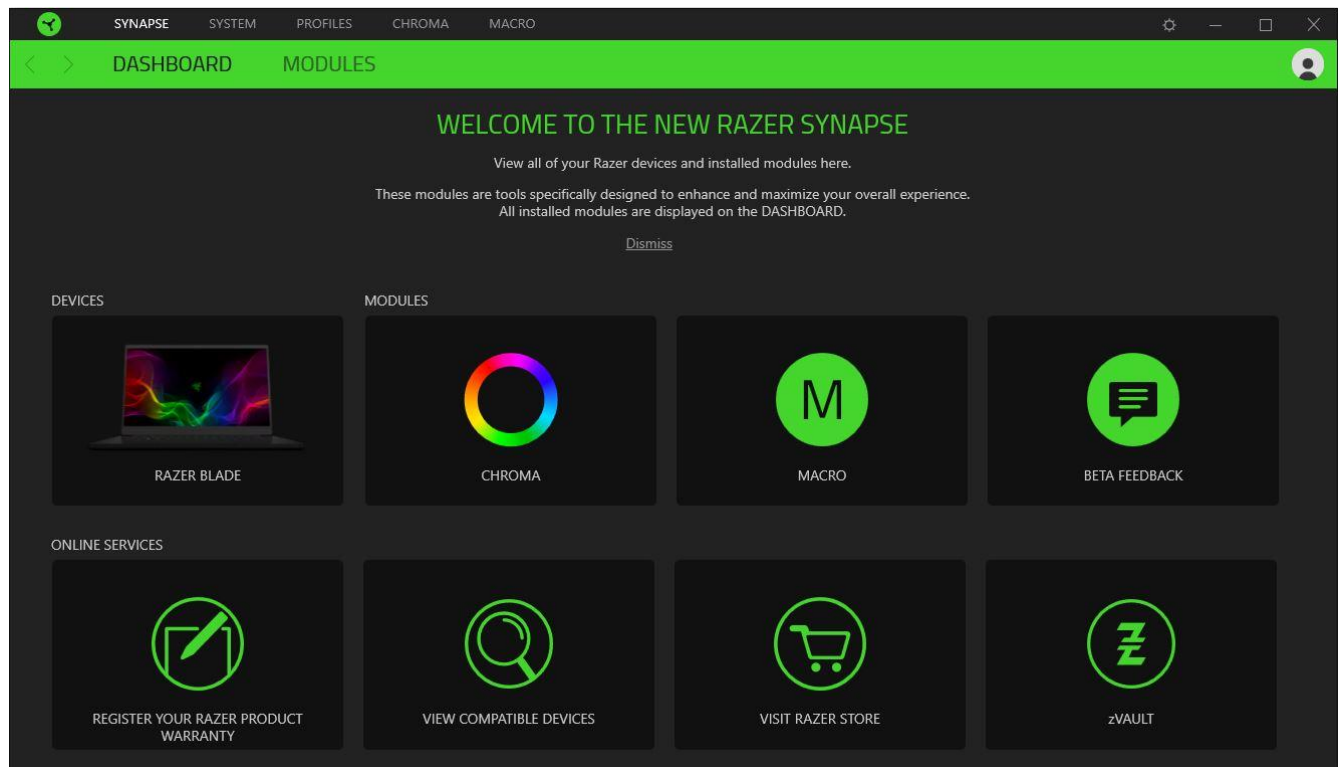 SYNAPSE SYSTEM PROFILES CHROMA MACRO
DASHBOARD MODULES
WELCOME TO THE NEW RAZER SYNAPSE
View all of your Razer devices and installed modules here.
These modules are tools specifically designed to enhance and maximize your overall experience.
All installed modules are displayed on the DASHBOARD.
Dismiss
DEVICES MODULES
M
RAZER BLADE CHROMA MACRO BETA FEEDBACK
ONLINE SERVICES
REGISTER YOUR RAZER PRODUCT
WARRANTY
VIEW COMPATIBLE DEVICES VISIT RAZER STORE zVAULT